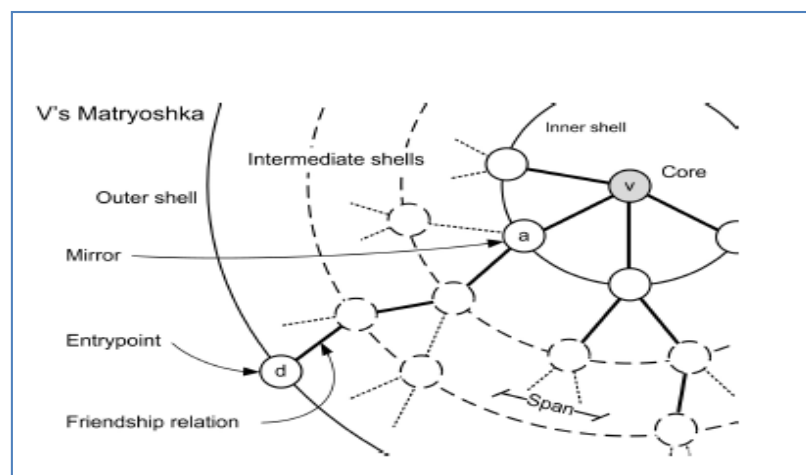 V's Matryoshka
Inner shell
Intermediate shells
Core
v
Outer shell
a
Mirror
Entrypoint
d
Span
Friendship relation